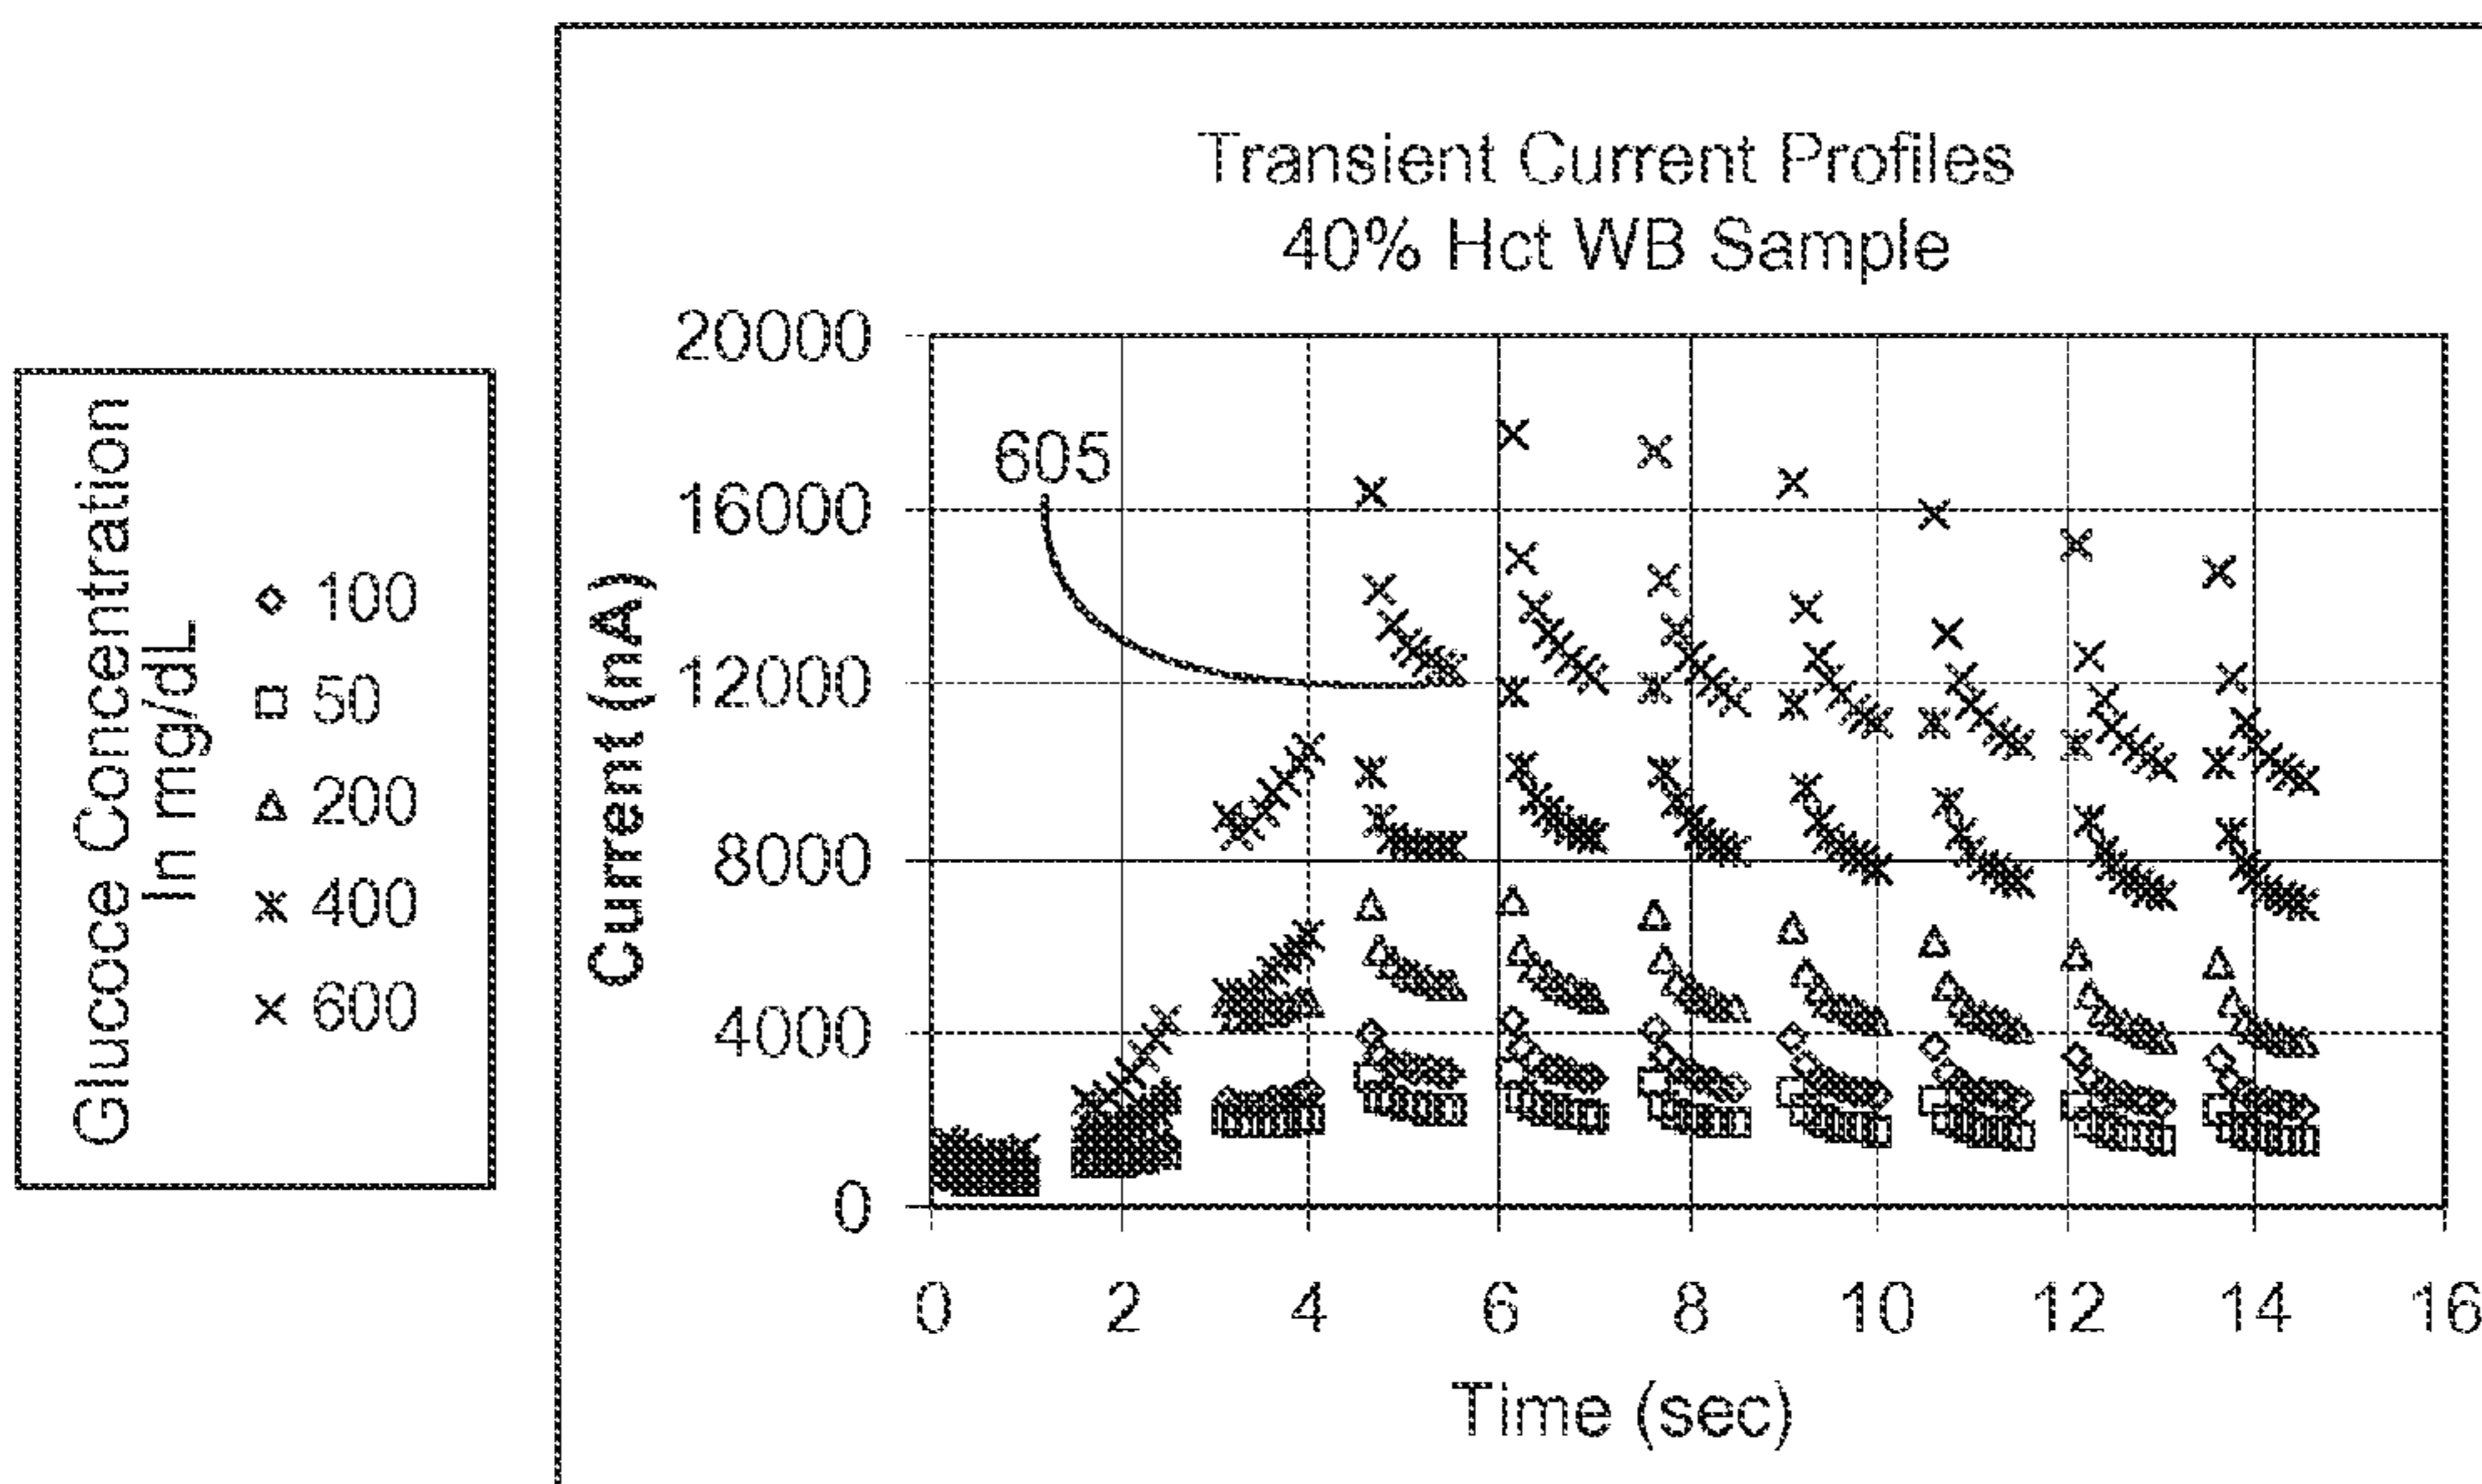 Glucoce Concentration
In mg/dL
100
50
200
400
600
Transient Current Profiles
40% Hct WB Sample
Current (nA)
20000
16000
12000
8000
4000
0
605
0 2 4 6 8 10 12 14 16
Time (sec)